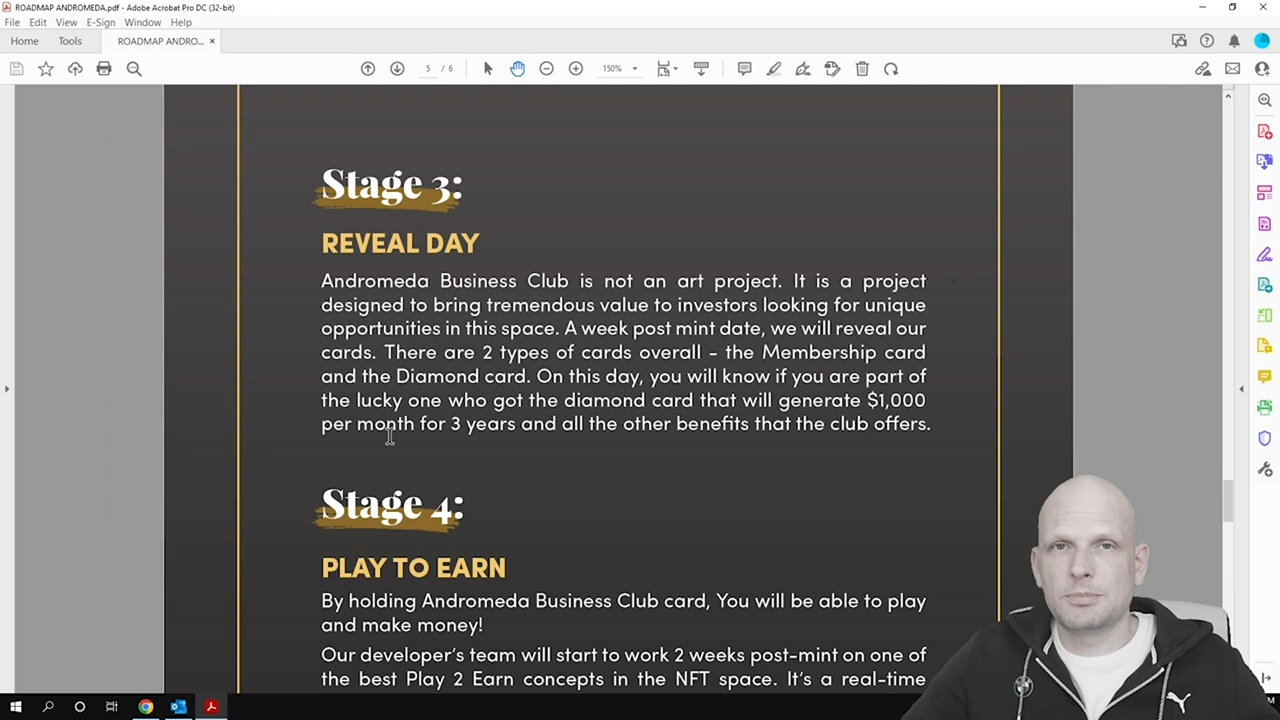 ROADMAP ANDROMEDA.pdf - Adobe Acrobat Pro DC (32-bit)
File Edit View E-Sign Window Help
Home Tools ROADMAP ANDRO... ×
5 / 6 150%
Stage 3:
REVEAL DAY
Andromeda Business Club is not an art project. It is a project
designed to bring tremendous value to investors looking for unique
opportunities in this space. A week post mint date, we will reveal our
cards. There are 2 types of cards overall - the Membership card
and the Diamond card. On this day, you will know if you are part of
the lucky one who got the diamond card that will generate $1,000
per month for 3 years and all the other benefits that the club offers.
Stage 4:
PLAY TO EARN
By holding Andromeda Business Club card, You will be able to play
and make money!
Our developer's team will start to work 2 weeks post-mint on one of
the best Play 2 Earn concepts in the NFT space. It's a real-time